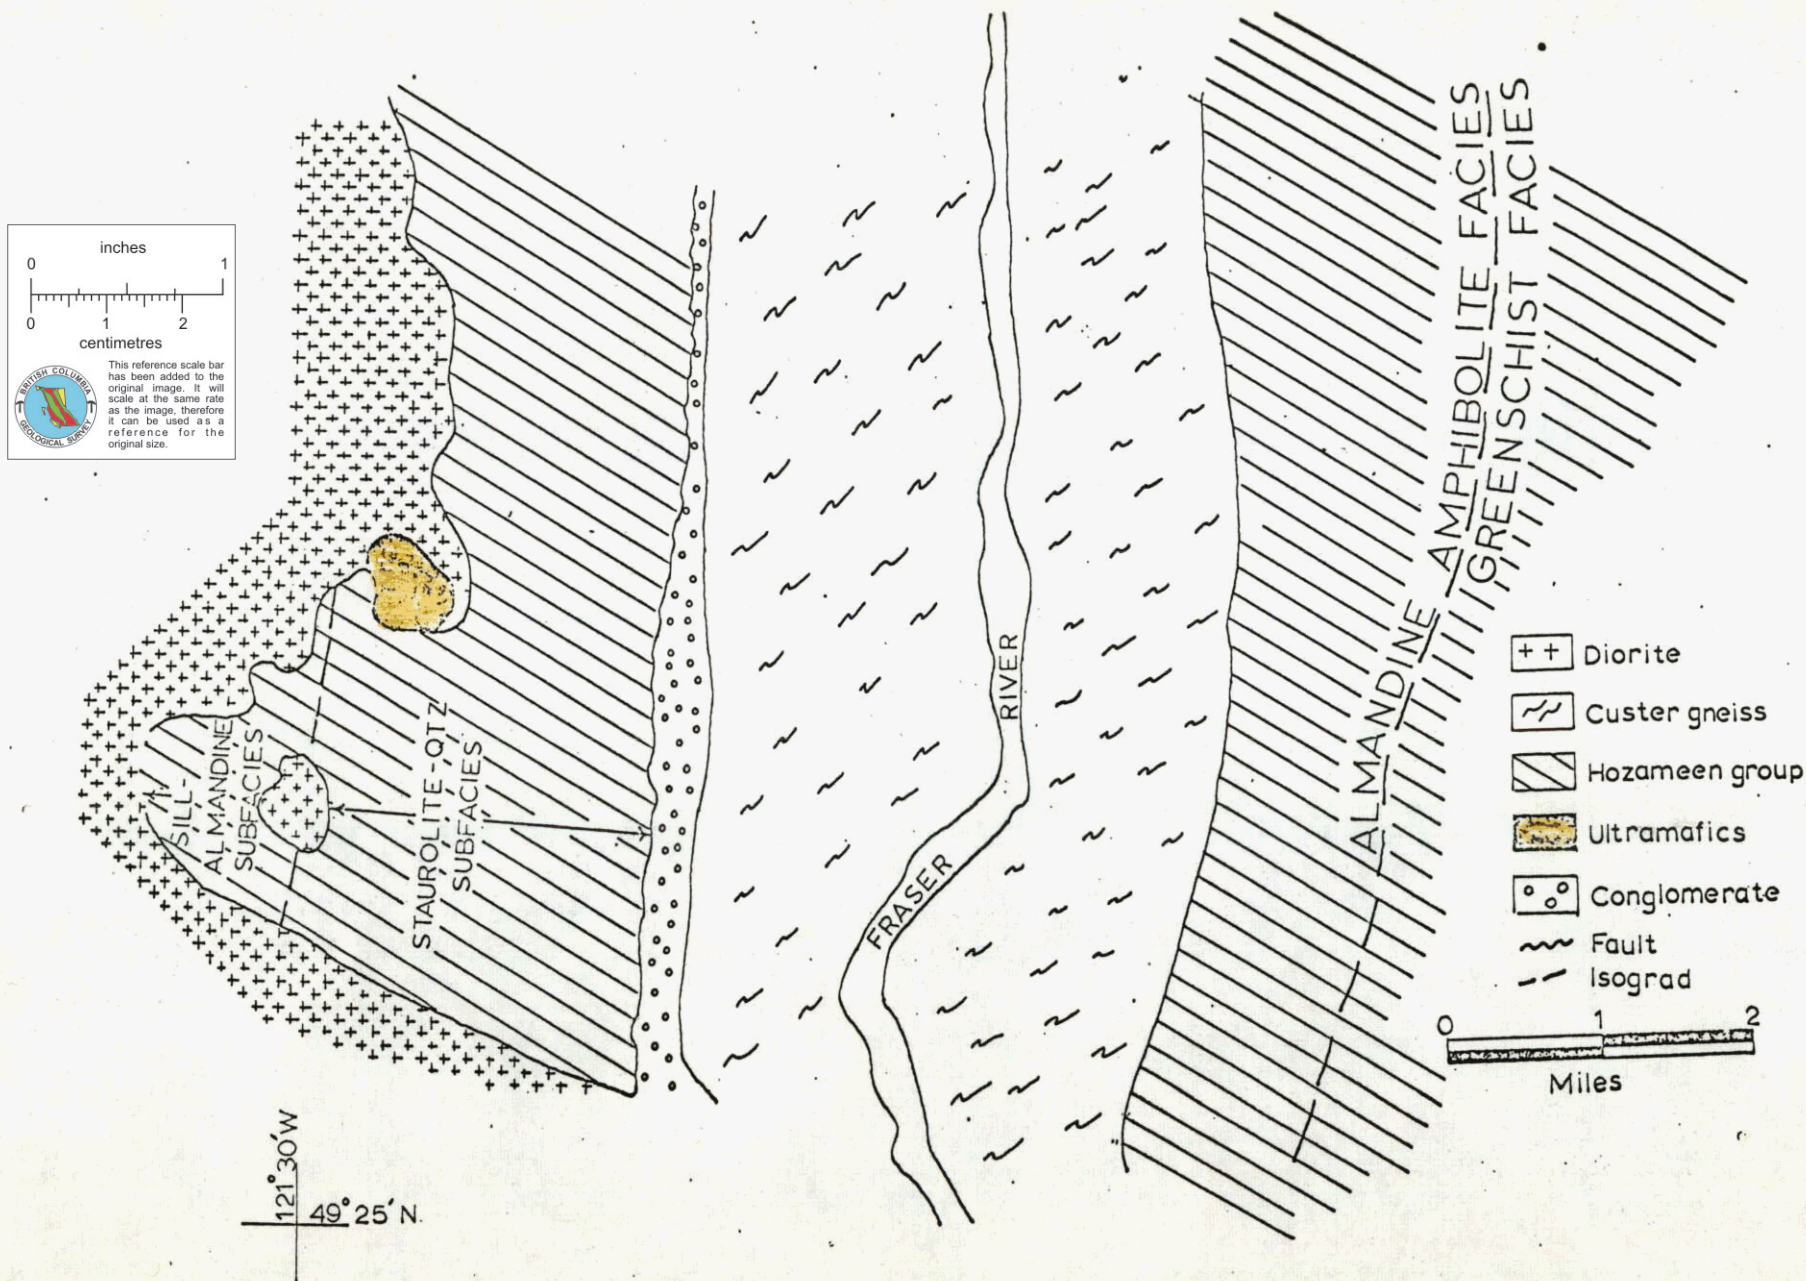 inches
0 1
0 1 2
centimetres
This reference scale bar
has been added to the
original image. It will
scale at the same rate
as the image, therefore
it can be used as a
reference for the
original size.
BRITISH COLUMBIA
GEOLOGICAL SURVEY
SILL-
ALMANDINE
SUBFACIES
STAUROLITE-QTZ
SUBFACIES
FRASER
RIVER
ALMANDINE AMPHIBOLITE FACIES
GREENSCHIST FACIES
Diorite
Custer gneiss
Hozameen group
Ultramafics
Conglomerate
Fault
Isograd
0 1 2
Miles
121°30'W
49°25'N.